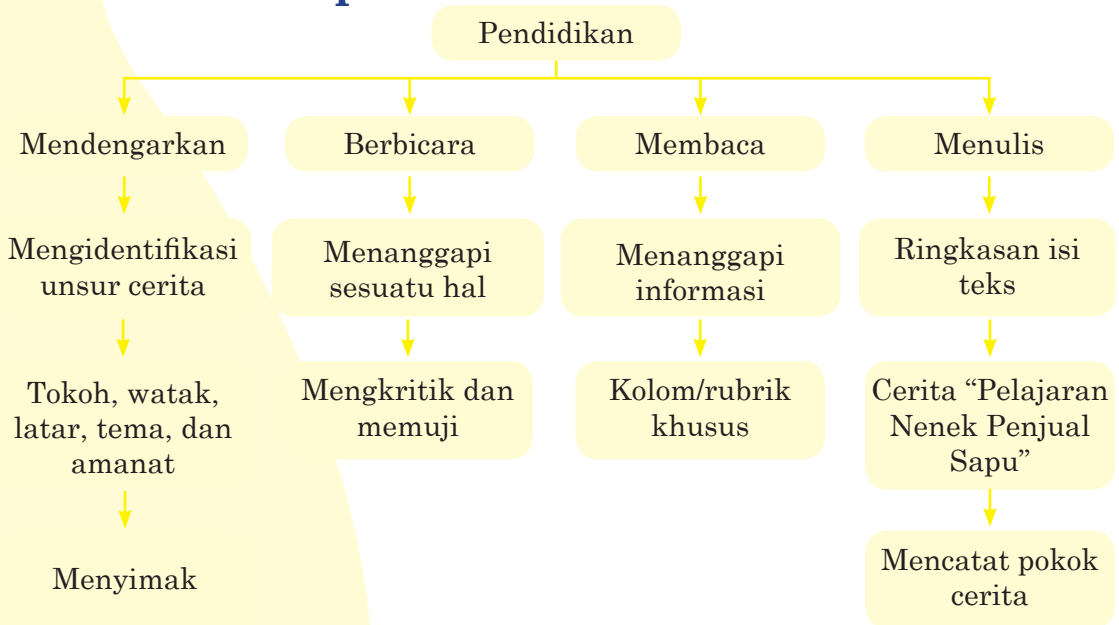 Pendidikan
Mendengarkan
Berbicara
Membaca
Menulis
Mengidentifikasi
unsur cerita
Menanggapi
sesuatu hal
Menanggapi
informasi
Ringkasan isi
teks
Tokoh, watak,
latar, tema, dan
amanat
Mengkritik dan
memuji
Kolom/rubrik
khusus
Cerita “Pelajaran
Nenek Penjual
Sapu”
Menyimak
Mencatat pokok
cerita